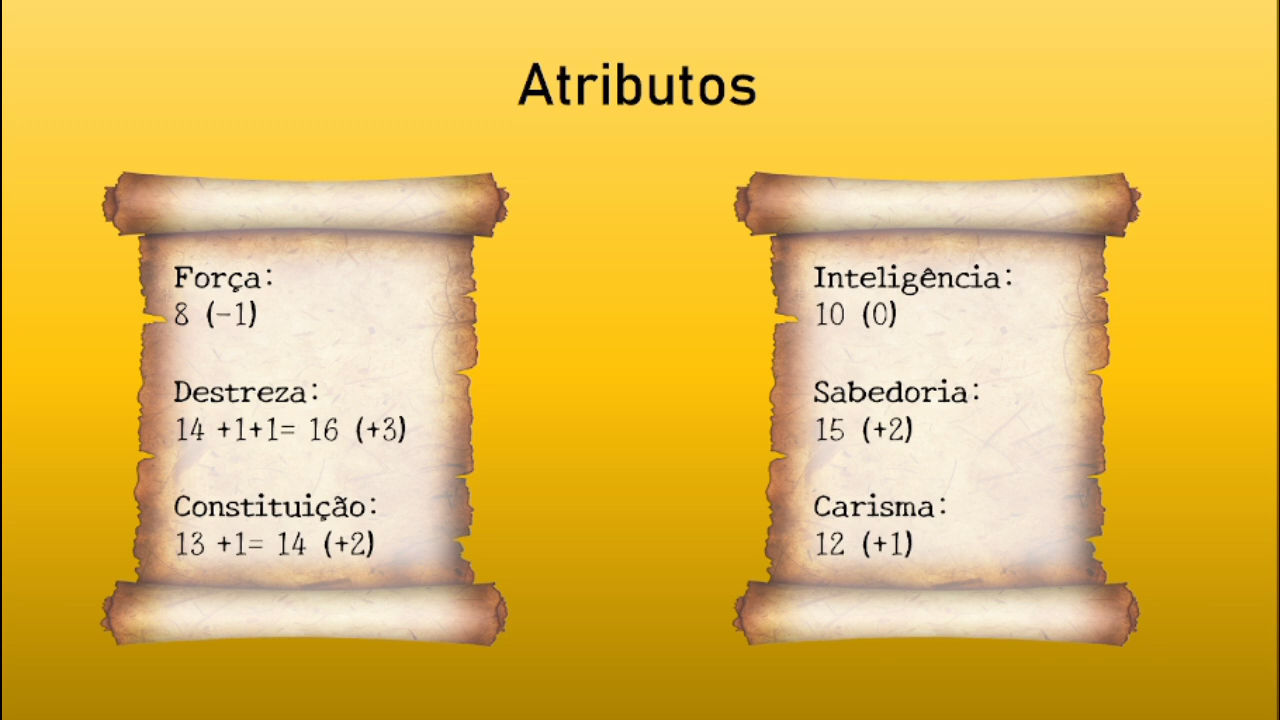 Atributos
Força:
8 (-1)
Destreza:
14 +1+1= 16 (+3)
Constituição:
13 +1= 14 (+2)
Inteligência:
10 (0)
Sabedoria:
15 (+2)
Carisma:
12 (+1)